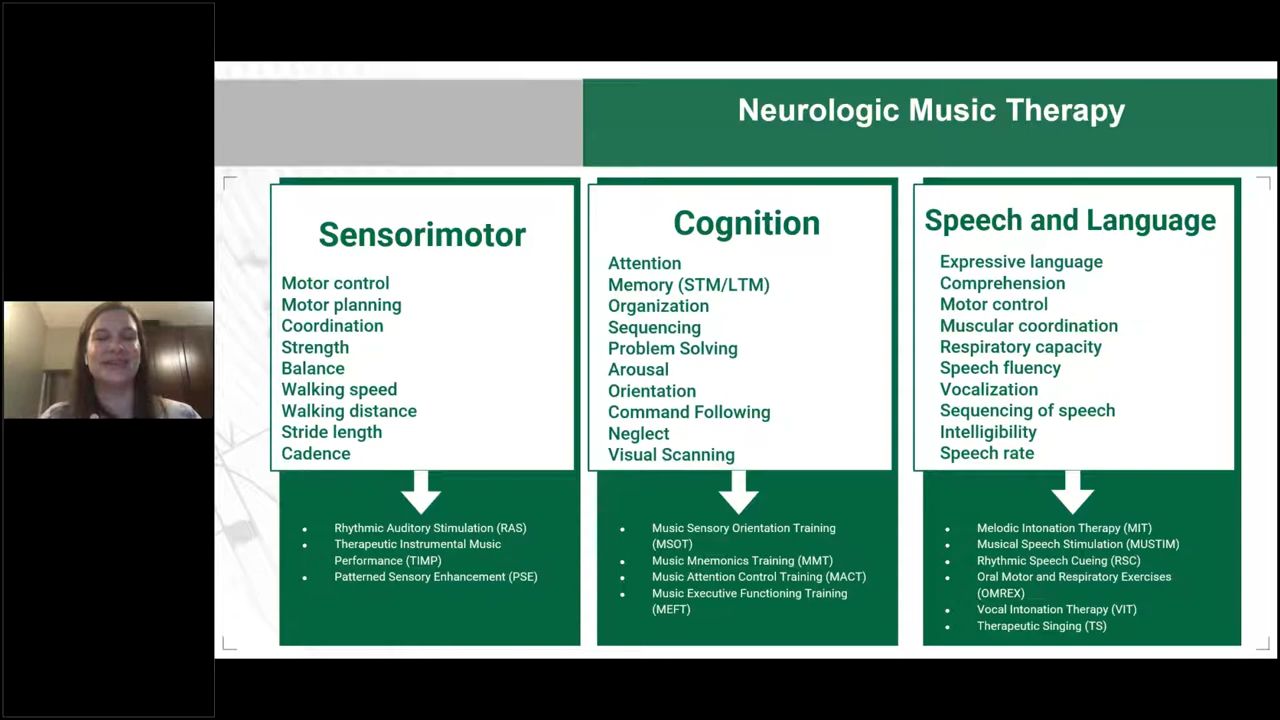 Neurologic Music Therapy
Sensorimotor
Motor control
Motor planning
Coordination
Strength
Balance
Walking speed
Walking distance
Stride length
Cadence
Rhythmic Auditory Stimulation (RAS)
Therapeutic Instrumental Music
Performance (TIMP)
Patterned Sensory Enhancement (PSE)
Cognition
Attention
Memory (STM/LTM)
Organization
Sequencing
Problem Solving
Arousal
Orientation
Command Following
Neglect
Visual Scanning
Music Sensory Orientation Training
(MSOT)
Music Mnemonics Training (MMT)
Music Attention Control Training (MACT)
Music Executive Functioning Training
(MEFT)
Speech and Language
Expressive language
Comprehension
Motor control
Muscular coordination
Respiratory capacity
Speech fluency
Vocalization
Sequencing of speech
Intelligibility
Speech rate
Melodic Intonation Therapy (MIT)
Musical Speech Stimulation (MUSTIM)
Rhythmic Speech Cueing (RSC)
Oral Motor and Respiratory Exercises
(OMREX)
Vocal Intonation Therapy (VIT)
Therapeutic Singing (TS)